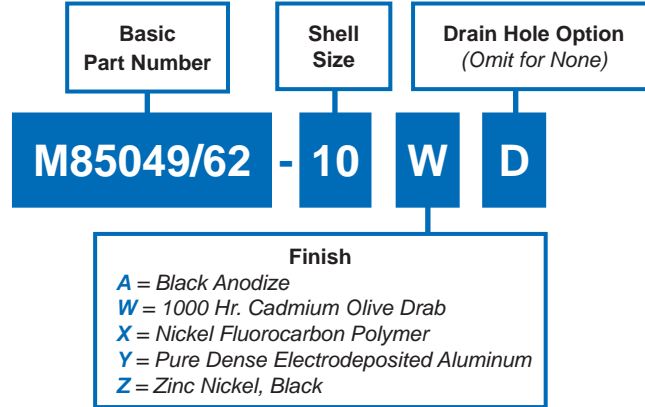 Basic
Part Number
Shell
Size
Drain Hole Option
(Omit for None)
M85049/62 - 10 W D
Finish
A = Black Anodize
W = 1000 Hr. Cadmium Olive Drab
X = Nickel Fluorocarbon Polymer
Y = Pure Dense Electrodeposited Aluminum
Z = Zinc Nickel, Black